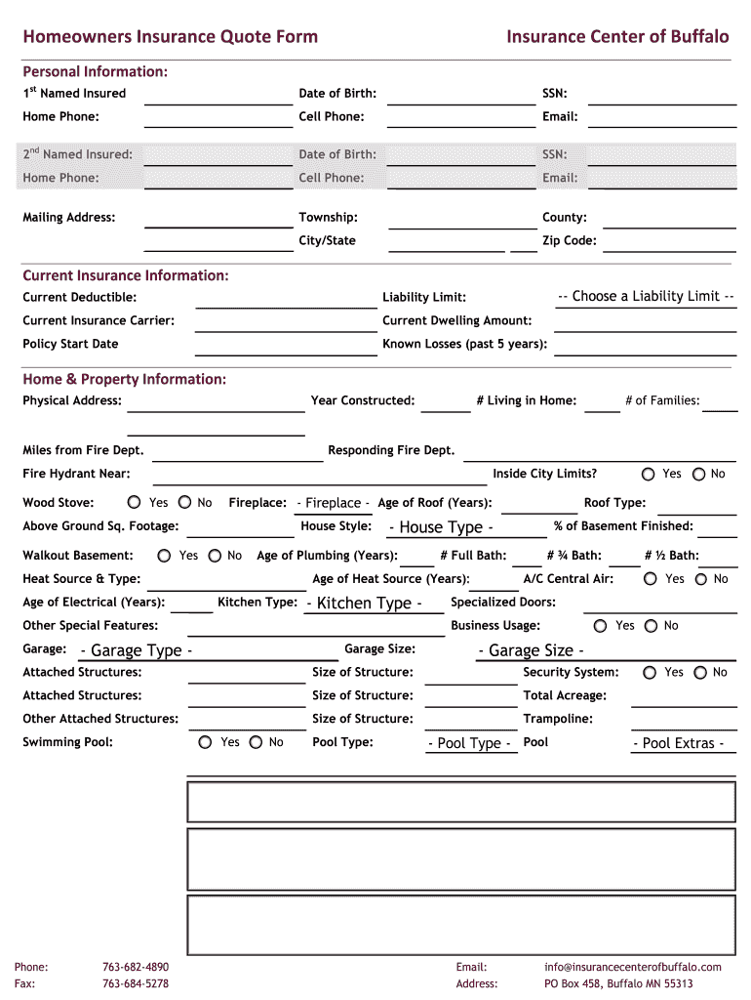 Homeowners Insurance Quote Form Insurance Center of Buffalo
Personal Information:
1st Named Insured Date of Birth: SSN:
Home Phone: Cell Phone: Email:
2nd Named Insured: Date of Birth: SSN:
Home Phone: Cell Phone: Email:
Mailing Address: Township: County:
City/State Zip Code:
Current Insurance Information:
Current Deductible: Liability Limit: -- Choose a Liability Limit --
Current Insurance Carrier: Current Dwelling Amount:
Policy Start Date Known Losses (past 5 years):
Home & Property Information:
Physical Address: Year Constructed: # Living in Home: # of Families:
Miles from Fire Dept. Responding Fire Dept.
Fire Hydrant Near: Inside City Limits? Yes No
Wood Stove: Yes No Fireplace: - Fireplace - Age of Roof (Years): Roof Type:
Above Ground Sq. Footage: House Style: - House Type - % of Basement Finished:
Walkout Basement: Yes No Age of Plumbing (Years): # Full Bath: # ¾ Bath: # ½ Bath:
Heat Source & Type: Age of Heat Source (Years): A/C Central Air: Yes No
Age of Electrical (Years): Kitchen Type: - Kitchen Type - Specialized Doors:
Other Special Features: Business Usage: Yes No
Garage: - Garage Type - Garage Size: - Garage Size -
Attached Structures: Size of Structure: Security System: Yes No
Attached Structures: Size of Structure: Total Acreage:
Other Attached Structures: Size of Structure: Trampoline:
Swimming Pool: Yes No Pool Type: - Pool Type - Pool - Pool Extras -
Phone: 763-682-4890 Email: info@insurancecenterofbuffalo.com
Fax: 763-684-5278 Address: PO Box 458, Buffalo MN 55313